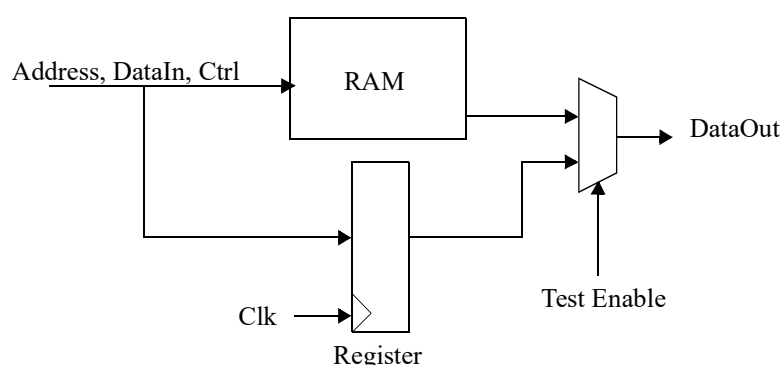 Address, DataIn, Ctrl
RAM
DataOut
Test Enable
Clk
Register